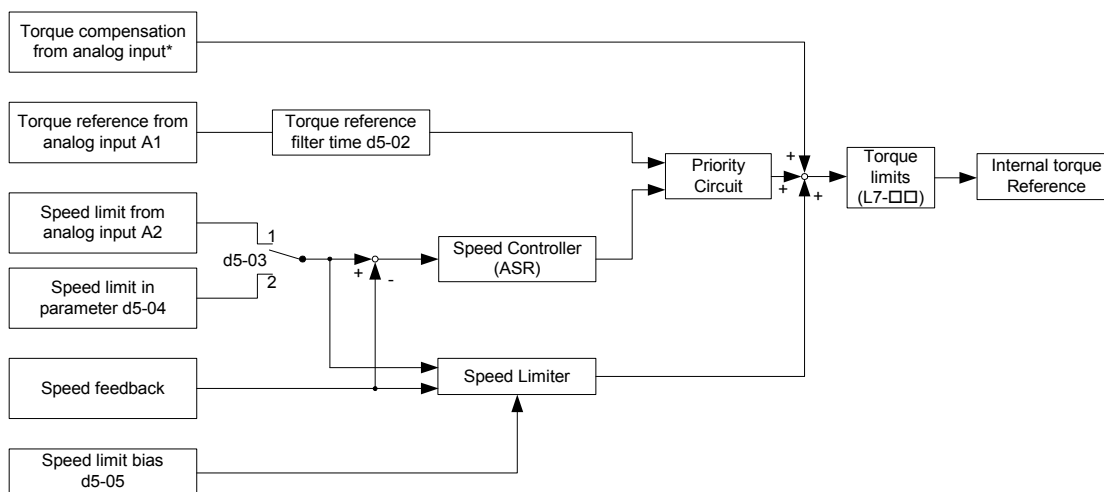 Torque compensation
from analog input*
Torque reference from
analog input A1
Torque reference
filter time d5-02
Priority
Circuit
+
+
+
Torque
limits
(L7-□□)
Internal torque
Reference
Speed limit from
analog input A2
1
d5-03
2
Speed limit in
parameter d5-04
+
-
Speed Controller
(ASR)
Speed feedback
Speed Limiter
Speed limit bias
d5-05